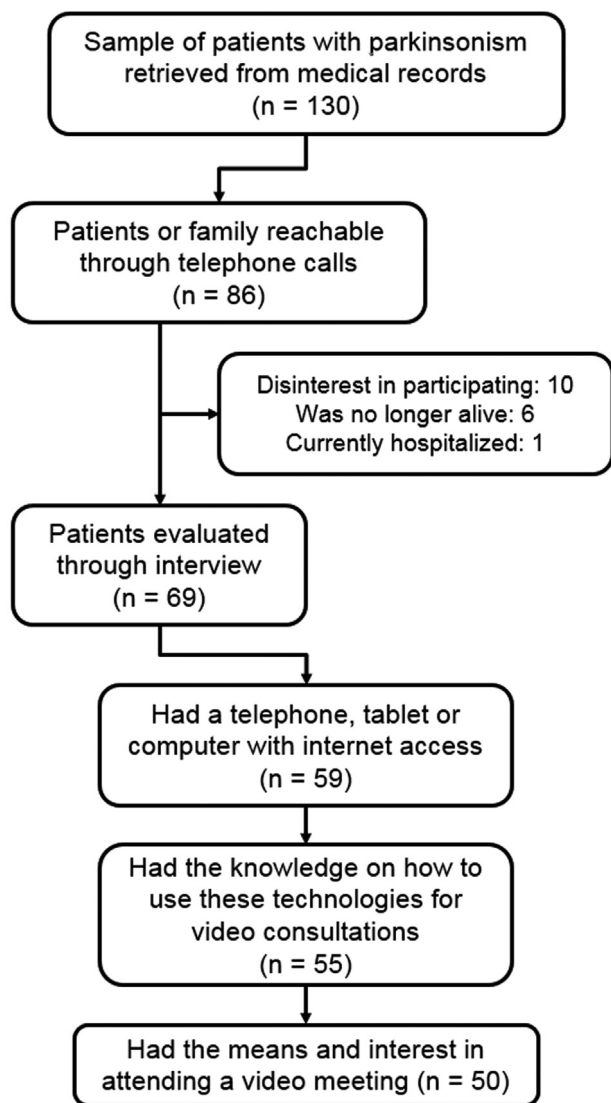 Sample of patients with parkinsonism
retrieved from medical records
(n = 130)
Patients or family reachable
through telephone calls
(n = 86)
Disinterest in participating: 10
Was no longer alive: 6
Currently hospitalized: 1
Patients evaluated
through interview
(n = 69)
Had a telephone, tablet or
computer with internet access
(n = 59)
Had the knowledge on how to
use these technologies for
video consultations
(n = 55)
Had the means and interest in
attending a video meeting (n = 50)